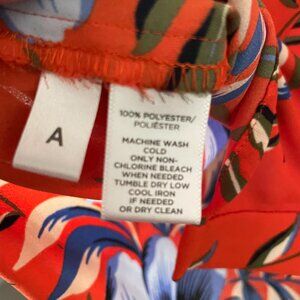 A
100% POLYESTER/
POLIÉSTER
MACHINE WASH
COLD
ONLY NON-
CHLORINE BLEACH
WHEN NEEDED
TUMBLE DRY LOW
COOL IRON
IF NEEDED
OR DRY CLEAN